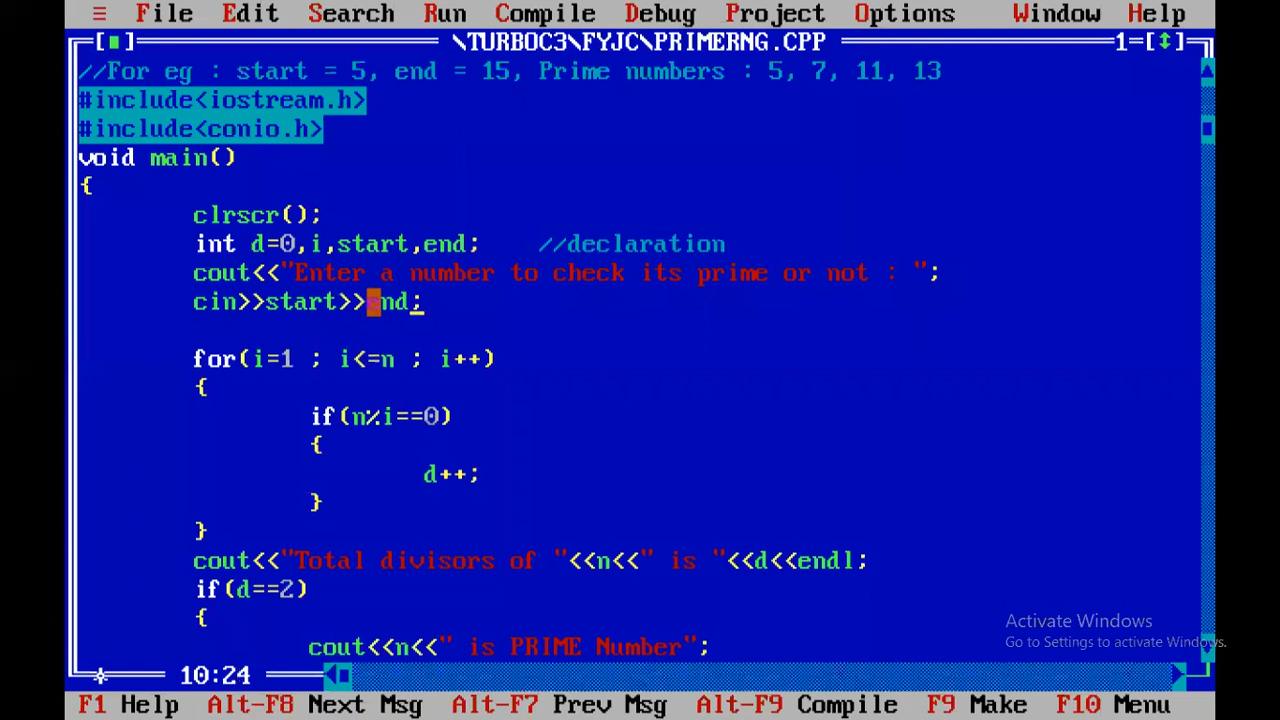 ≡ File Edit Search Run Compile Debug Project Options Window Help
[■] \TURBOC3\FYJC\PRIMERNG.CPP 1=[↕]
//For eg : start = 5, end = 15, Prime numbers : 5, 7, 11, 13
#include<iostream.h>
#include<conio.h>
void main()
{
clrscr();
int d=0,i,start,end; //declaration
cout<<"Enter a number to check its prime or not : ";
cin>>start>>end;
for(i=1 ; i<=n ; i++)
{
if(n%i==0)
{
d++;
}
}
cout<<"Total divisors of "<<n<<" is "<<d<<endl;
if(d==2)
{
cout<<n<<" is PRIME Number";
Activate Windows
Go to Settings to activate Windows.
10:24
F1 Help Alt-F8 Next Msg Alt-F7 Prev Msg Alt-F9 Compile F9 Make F10 Menu